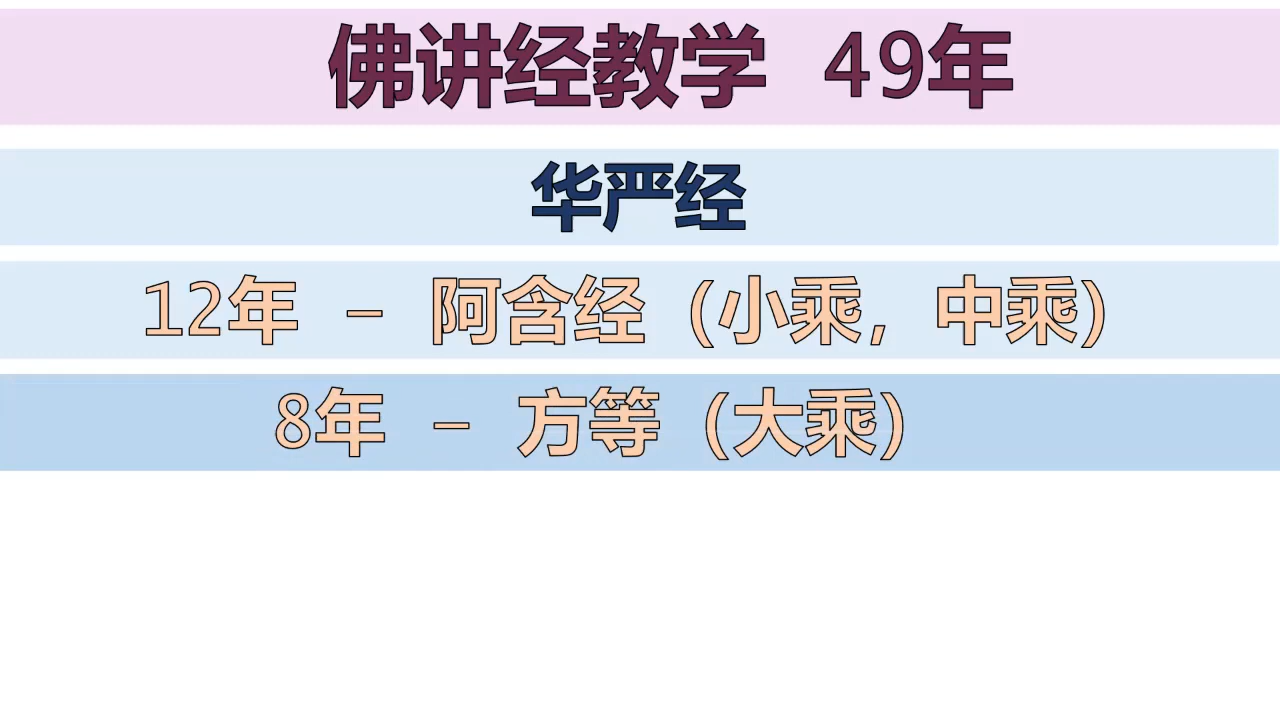 佛讲经教学 49年
华严经
12年 – 阿含经 (小乘, 中乘)
8年 – 方等 (大乘)